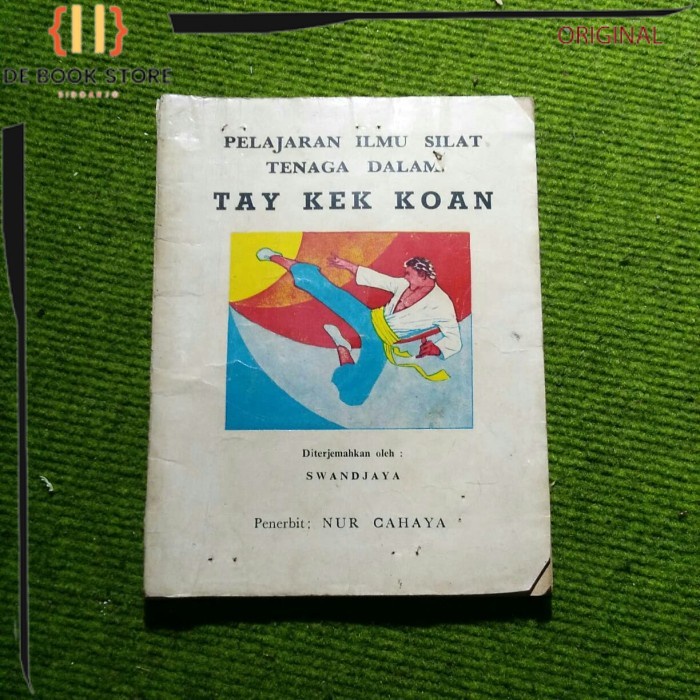 DE BOOK STORE
SIDOARJO
ORIGINAL
PELAJARAN ILMU SILAT
TENAGA DALAM
TAY KEK KOAN
Diterjemahkan oleh :
SWANDJAYA
Penerbit: NUR CAHAYA